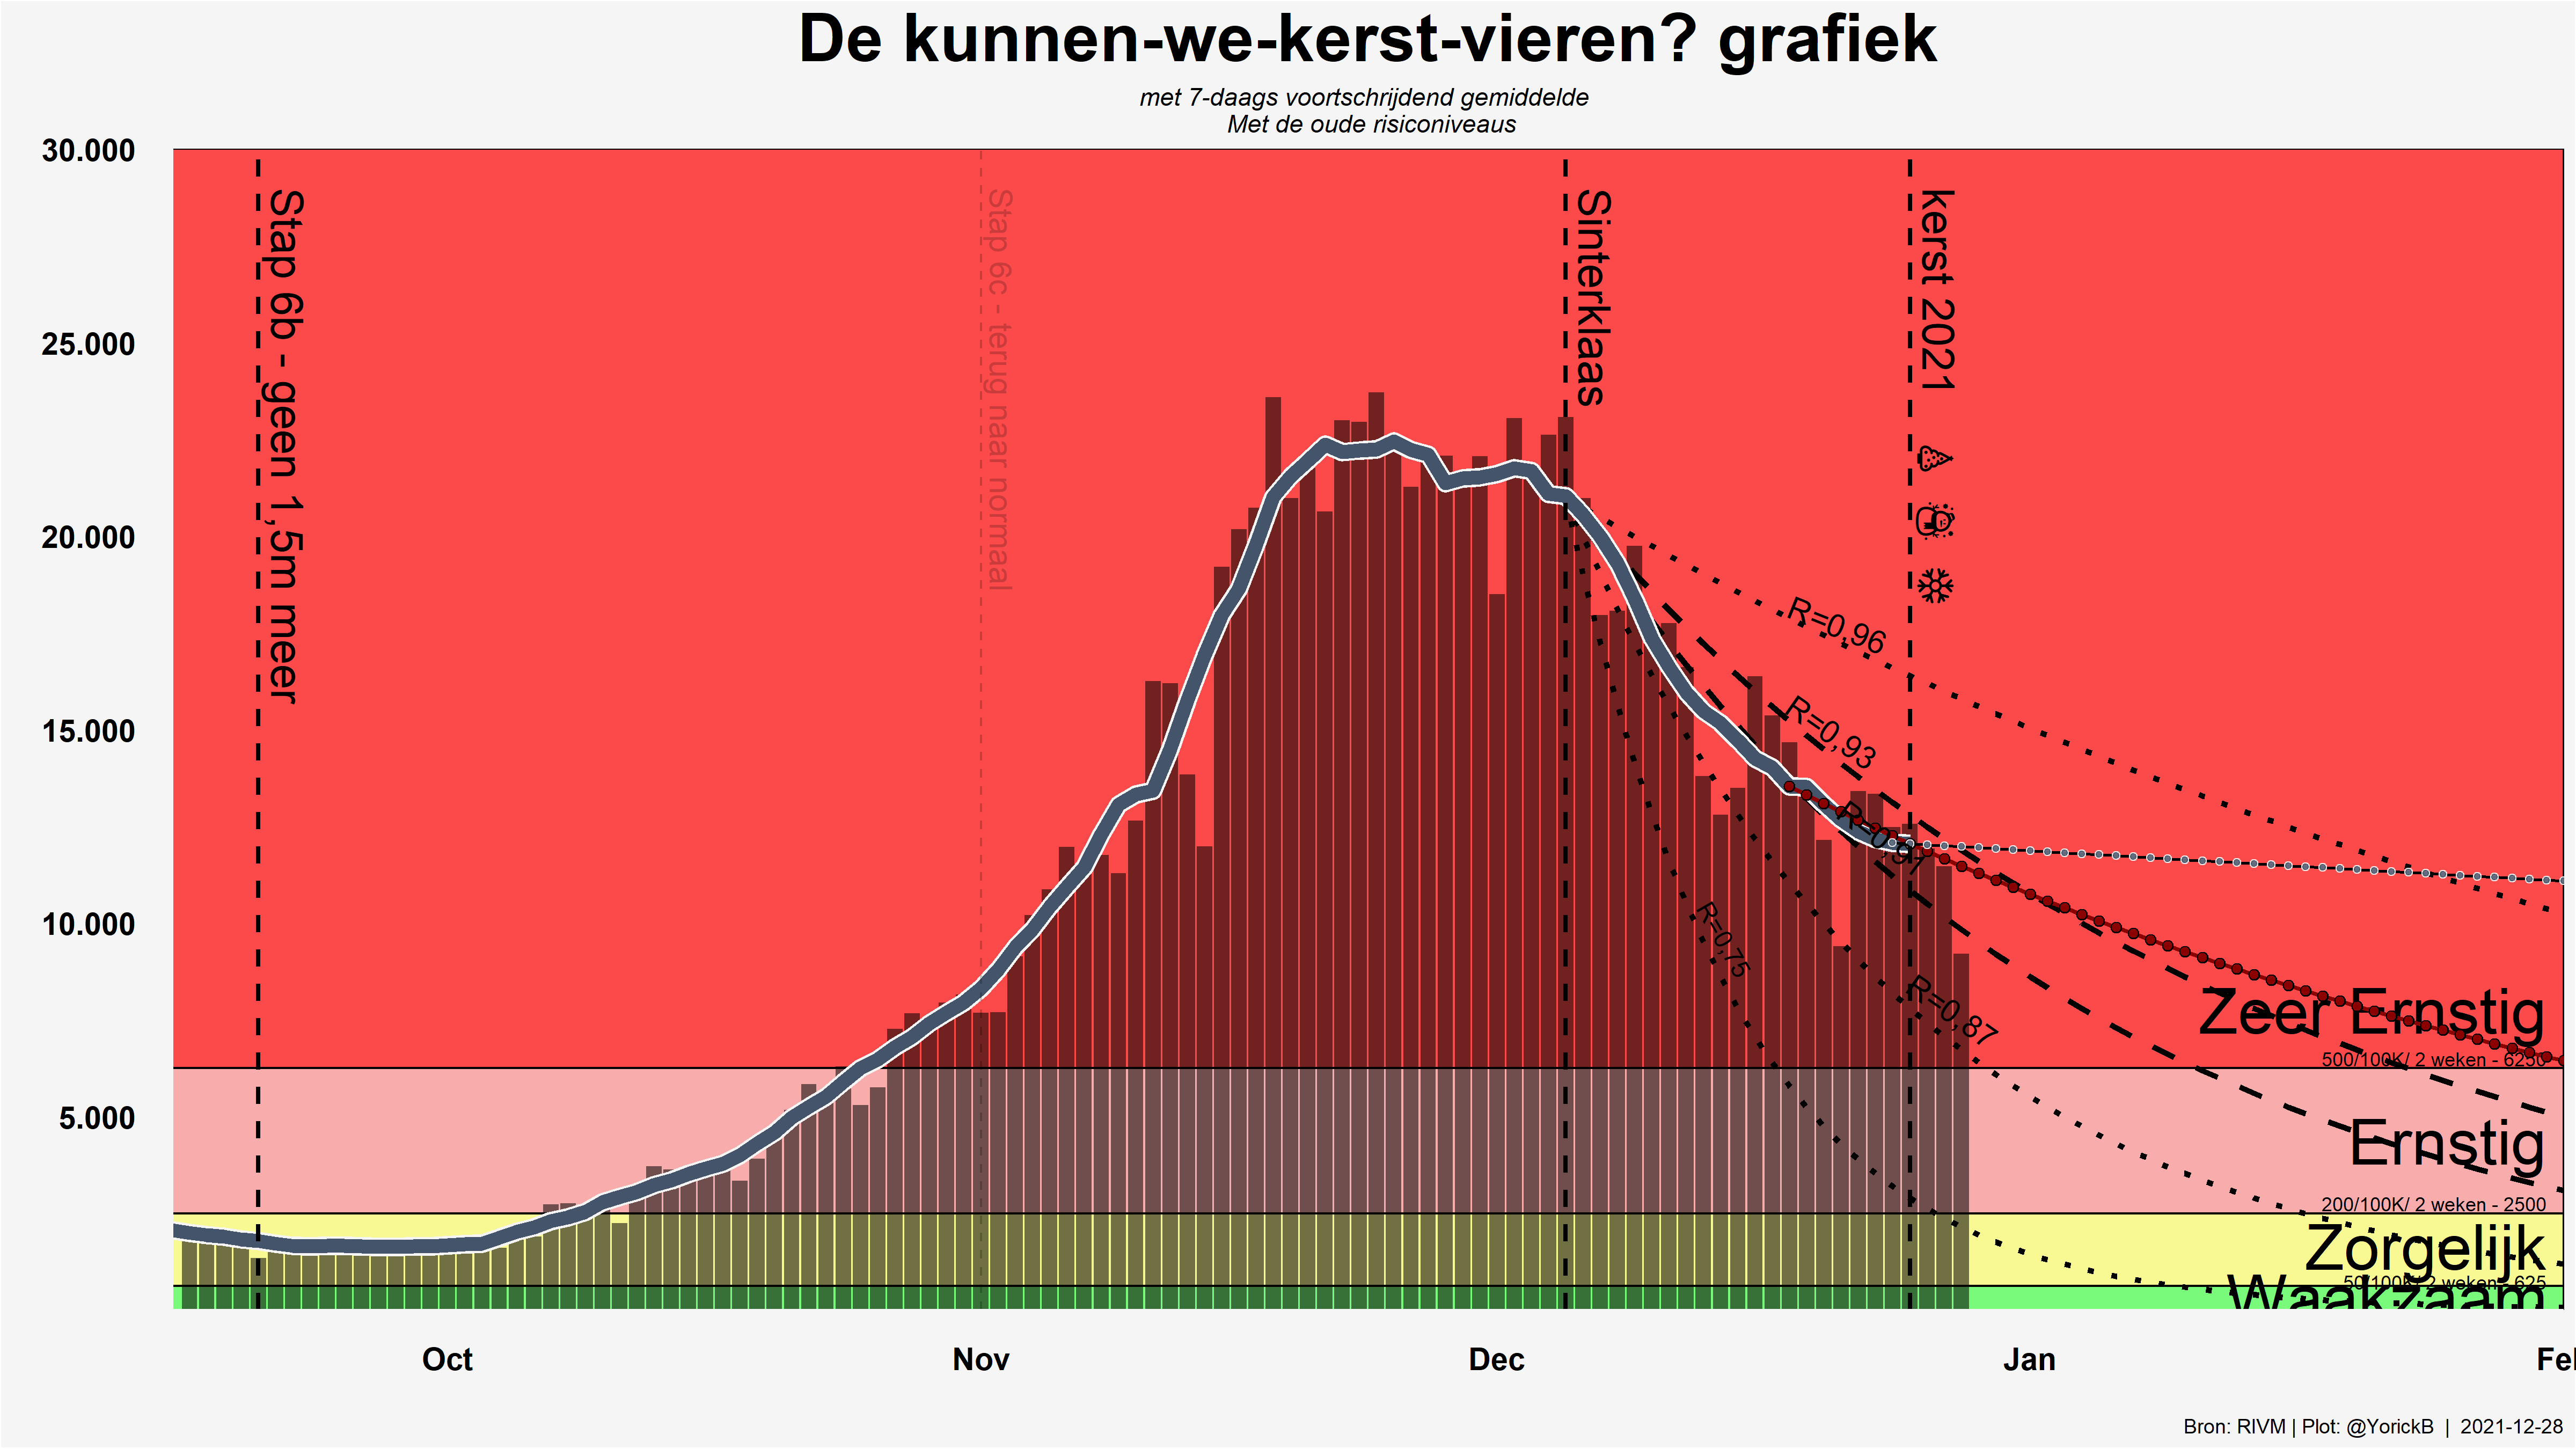 De kunnen-we-kerst-vieren? grafiek
met 7-daags voortschrijdend gemiddelde
Met de oude risiconiveaus
30.000
25.000
20.000
15.000
10.000
5.000
Stap 6b - geen 1,5m meer
Stap 6c - terug naar normaal
Sinterklaas
kerst 2021
R=0,96
R=0,93
R=0,75
R=0,87
Zeer Ernstig
500/100K/ 2 weken - 6250
Ernstig
200/100K/ 2 weken - 2500
Zorgelijk
50/100K/ 2 weken - 625
Waakzaam
Oct
Nov
Dec
Jan
Bron: RIVM | Plot: @YorickB | 2021-12-28